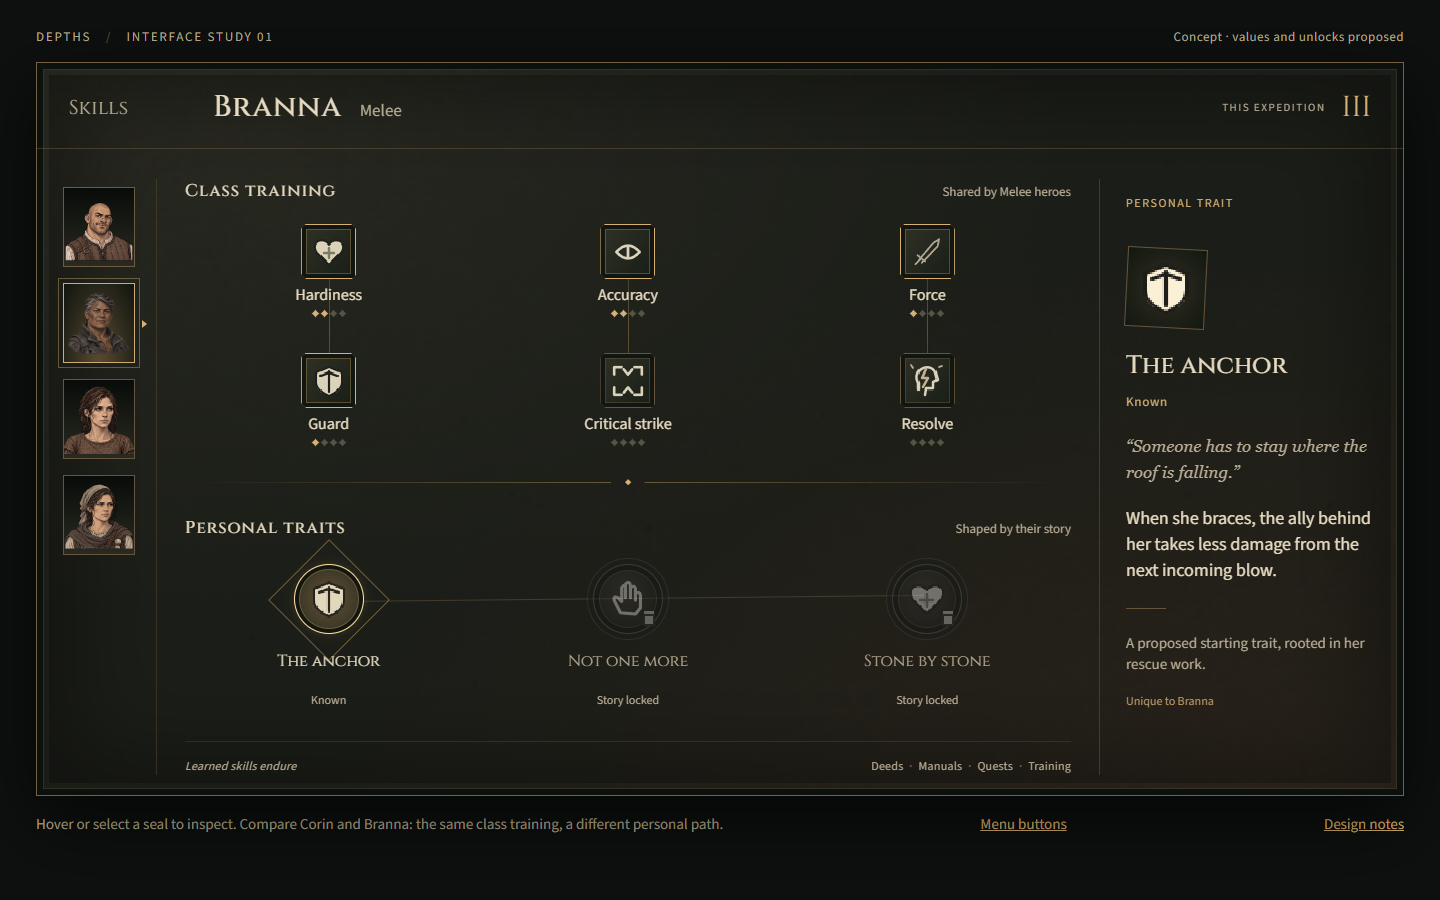 DEPTHS / INTERFACE STUDY 01
Concept · values and unlocks proposed
SKILLS
BRANNA Melee
THIS EXPEDITION III
CLASS TRAINING
Shared by Melee heroes
Hardiness
Accuracy
Force
Guard
Critical strike
Resolve
PERSONAL TRAITS
Shaped by their story
THE ANCHOR
NOT ONE MORE
STONE BY STONE
Known
Story locked
Story locked
Learned skills endure
Deeds · Manuals · Quests · Training
PERSONAL TRAIT
THE ANCHOR
Known
“Someone has to stay where the
roof is falling.”
When she braces, the ally behind
her takes less damage from the
next incoming blow.
A proposed starting trait, rooted in her
rescue work.
Unique to Branna
Hover or select a seal to inspect. Compare Corin and Branna: the same class training, a different personal path.
Menu buttons
Design notes